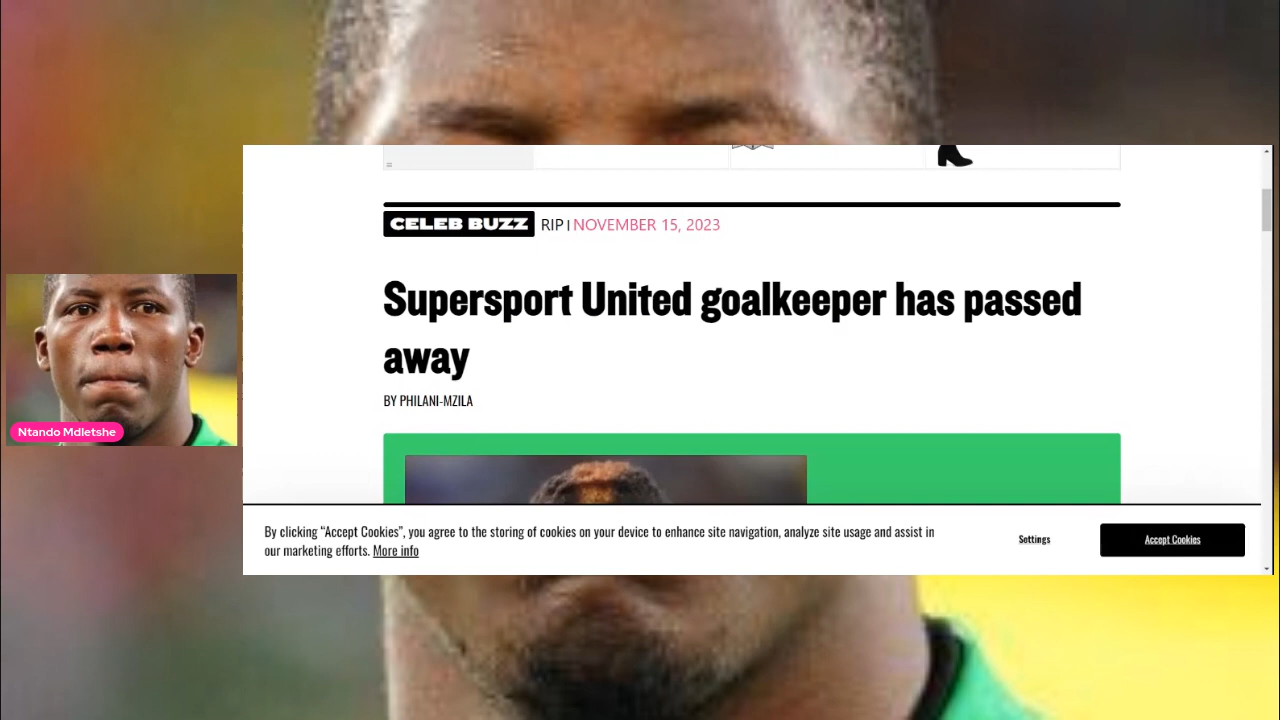 CELEB BUZZ RIP | NOVEMBER 15, 2023
Supersport United goalkeeper has passed
away
BY PHILANI-MZILA
Ntando Mdletshe
By clicking “Accept Cookies”, you agree to the storing of cookies on your device to enhance site navigation, analyze site usage and assist in
our marketing efforts. More info
Settings
Accept Cookies